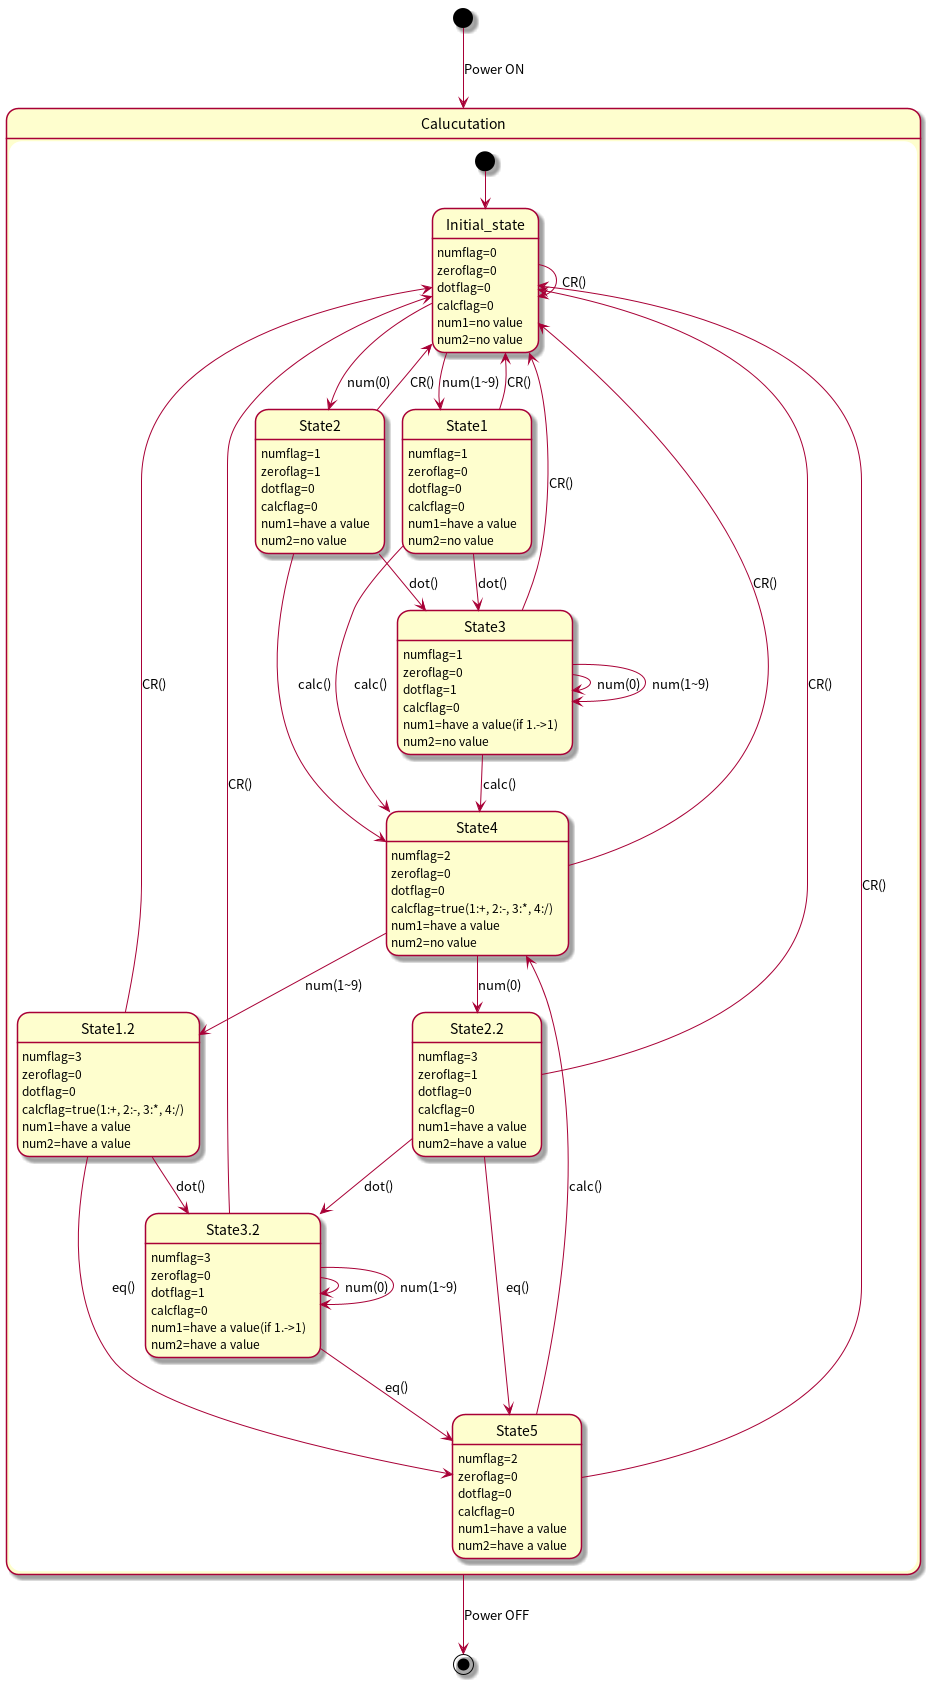 Power ON
Calucutation
Initial_state
numflag=0
zeroflag=0
dotflag=0
calcflag=0
num1=no value
num2=no value
CR()
num(0)
CR()
num(1~9)
CR()
State2
numflag=1
zeroflag=1
dotflag=0
calcflag=0
num1=have a value
num2=no value
State1
numflag=1
zeroflag=0
dotflag=0
calcflag=0
num1=have a value
num2=no value
CR()
dot()
dot()
CR()
State3
numflag=1
zeroflag=0
dotflag=1
calcflag=0
num1=have a value(if 1.->1)
num2=no value
num(0)
num(1~9)
CR()
calc()
calc()
CR()
CR()
calc()
State4
numflag=2
zeroflag=0
dotflag=0
calcflag=true(1:+, 2:-, 3:*, 4:/)
num1=have a value
num2=no value
CR()
num(1~9)
num(0)
State1.2
numflag=3
zeroflag=0
dotflag=0
calcflag=true(1:+, 2:-, 3:*, 4:/)
num1=have a value
num2=have a value
State2.2
numflag=3
zeroflag=1
dotflag=0
calcflag=0
num1=have a value
num2=have a value
dot()
dot()
calc()
State3.2
numflag=3
zeroflag=0
dotflag=1
calcflag=0
num1=have a value(if 1.->1)
num2=have a value
num(0)
num(1~9)
eq()
eq()
eq()
State5
numflag=2
zeroflag=0
dotflag=0
calcflag=0
num1=have a value
num2=have a value
Power OFF